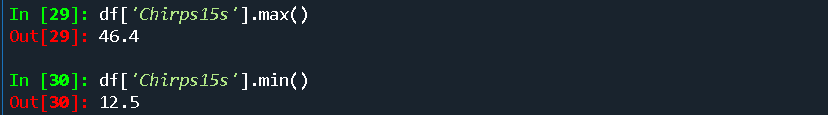 In [29]: df['Chirps15s'].max()
Out[29]: 46.4
In [30]: df['Chirps15s'].min()
Out[30]: 12.5